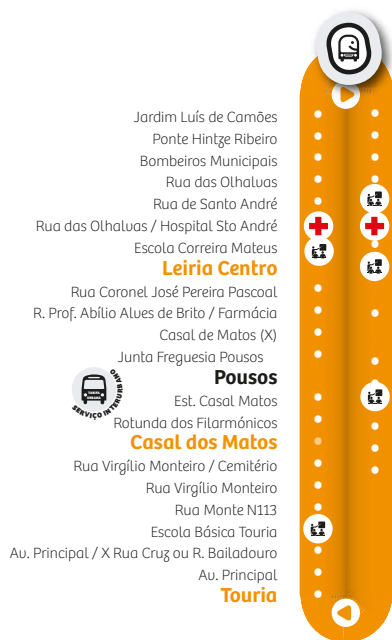 Jardim Luís de Camões
Ponte Hintze Ribeiro
Bombeiros Municipais
Rua das Olhalvas
Rua de Santo André
Rua das Olhalvas / Hospital Sto André
Escola Correira Mateus
Leiria Centro
Rua Coronel José Pereira Pascoal
R. Prof. Abílio Alves de Brito / Farmácia
Casal de Matos (X)
Junta Freguesia Pousos
Pousos
Est. Casal Matos
Rotunda dos Filarmónicos
SERVIÇO INTERURBANO
Casal dos Matos
Rua Virgílio Monteiro / Cemitério
Rua Virgílio Monteiro
Rua Monte N113
Escola Básica Touria
Av. Principal / X Rua Cruz ou R. Bailadouro
Av. Principal
Touria